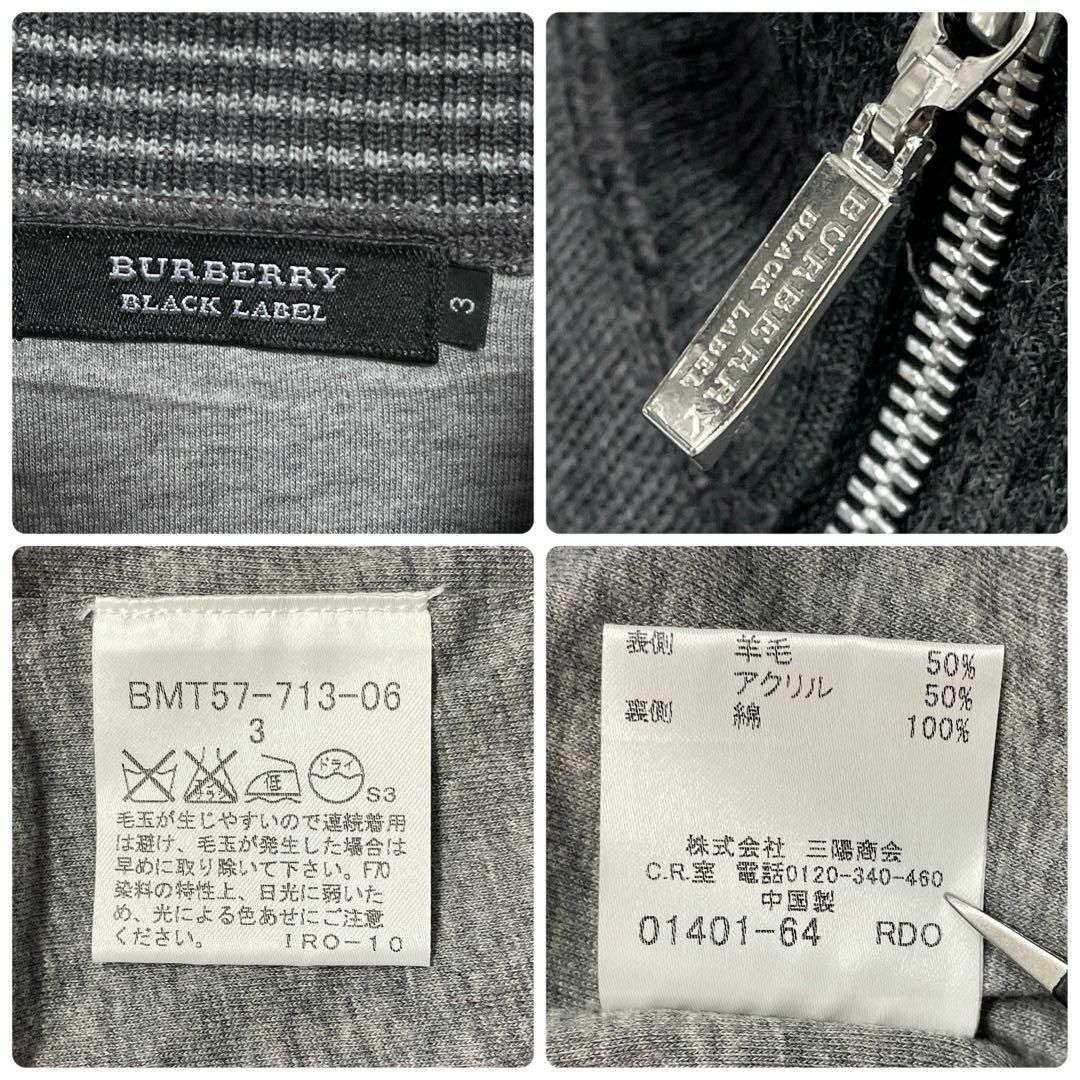 BURBERRY
BLACK LABEL
3
BURBERRY
BLACK LABEL
BMT57-713-06
3
低
ドライ
S3
毛玉が生じやすいので連続着用
は避け、毛玉が発生した場合は
早めに取り除いて下さい。F70
染料の特性上、日光に弱いた
め、光による色あせにご注意
ください。
IRO-10
表側 羊毛 50%
アクリル 50%
裏側 綿 100%
株式会社 三陽商会
C.R.室 電話0120-340-460
中国製
01401-64 RDO